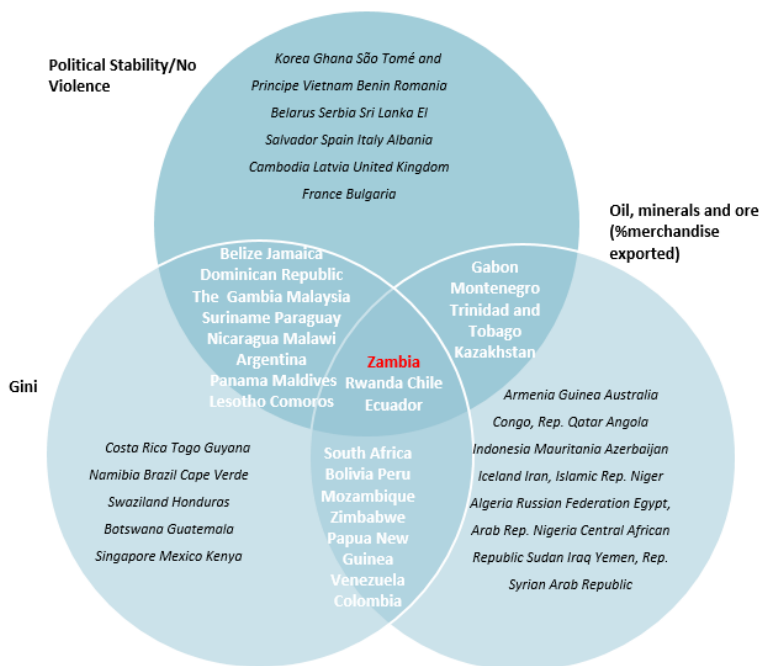 Political Stability/No
Violence
Korea Ghana São Tomé and
Principe Vietnam Benin Romania
Belarus Serbia Sri Lanka El
Salvador Spain Italy Albania
Cambodia Latvia United Kingdom
France Bulgaria
Oil, minerals and ore
(%merchandise
exported)
Belize Jamaica
Dominican Republic
The Gambia Malaysia
Suriname Paraguay
Nicaragua Malawi
Argentina
Panama Maldives
Lesotho Comoros
Gabon
Montenegro
Trinidad and
Tobago
Kazakhstan
Zambia
Rwanda Chile
Ecuador
Gini
Costa Rica Togo Guyana
Namibia Brazil Cape Verde
Swaziland Honduras
Botswana Guatemala
Singapore Mexico Kenya
South Africa
Bolivia Peru
Mozambique
Zimbabwe
Papua New
Guinea
Venezuela
Colombia
Armenia Guinea Australia
Congo, Rep. Qatar Angola
Indonesia Mauritania Azerbaijan
Iceland Iran, Islamic Rep. Niger
Algeria Russian Federation Egypt,
Arab Rep. Nigeria Central African
Republic Sudan Iraq Yemen, Rep.
Syrian Arab Republic